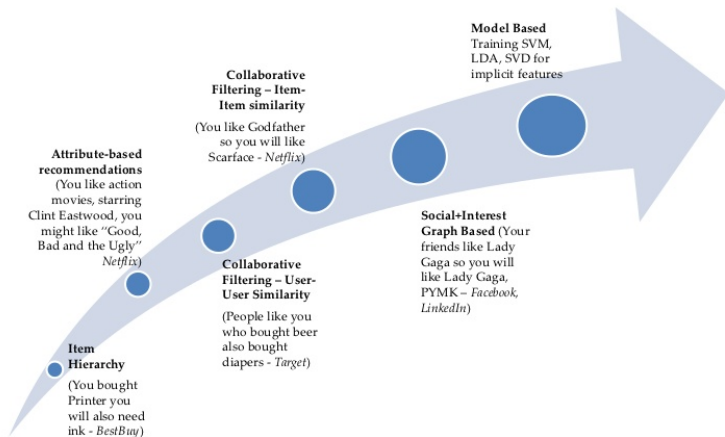 Item
Hierarchy
(You bought
Printer you
will also need
ink - BestBuy)
Attribute-based
recommendations
(You like action
movies, starring
Clint Eastwood, you
might like “Good,
Bad and the Ugly”
Netflix)
Collaborative
Filtering – User-
User Similarity
(People like you
who bought beer
also bought
diapers - Target)
Collaborative
Filtering – Item-
Item similarity
(You like Godfather
so you will like
Scarface - Netflix)
Social+Interest
Graph Based (Your
friends like Lady
Gaga so you will
like Lady Gaga,
PYMK – Facebook,
LinkedIn)
Model Based
Training SVM,
LDA, SVD for
implicit features